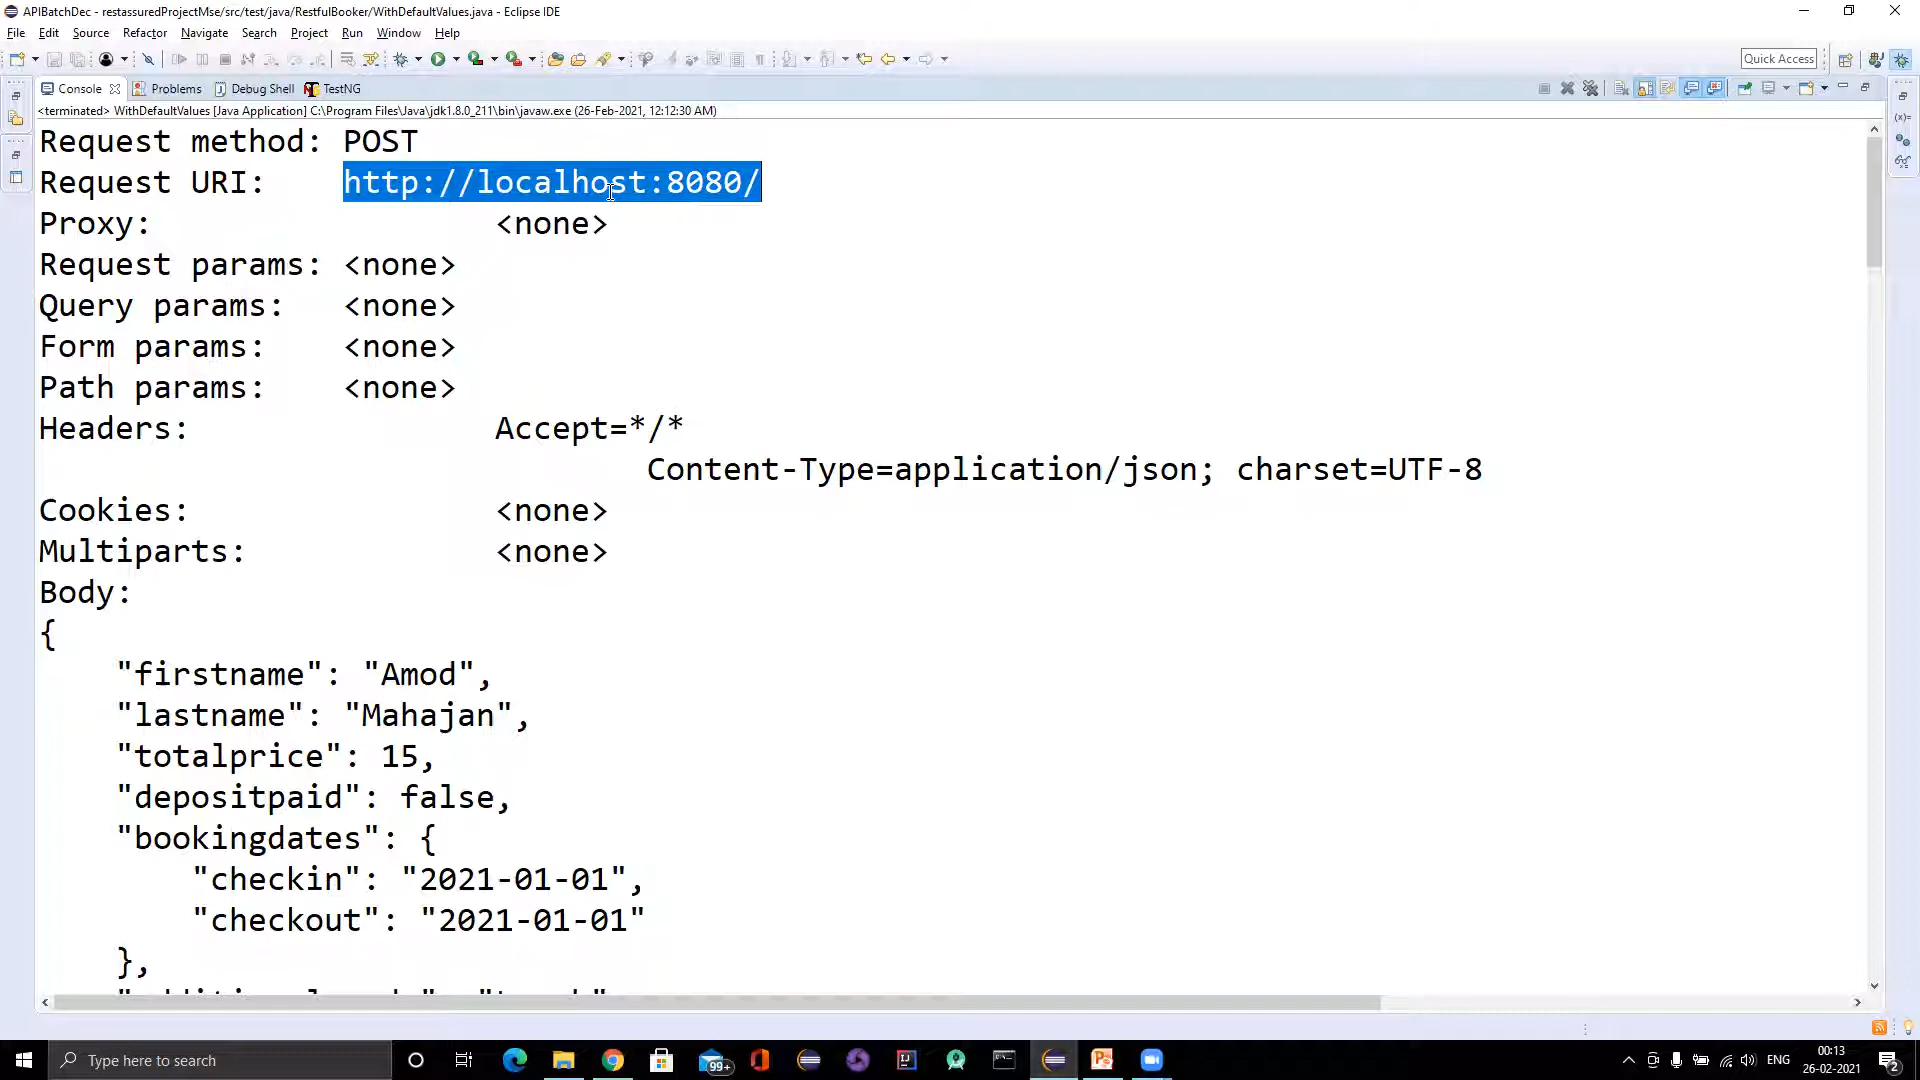 APIBatchDec - restassuredProjectMse/src/test/java/RestfulBooker/WithDefaultValues.java - Eclipse IDE
File Edit Source Refactor Navigate Search Project Run Window Help
Quick Access
Console Problems Debug Shell TestNG
<terminated> WithDefaultValues [Java Application] C:\Program Files\Java\jdk1.8.0_211\bin\javaw.exe (26-Feb-2021, 12:12:30 AM)
Request method: POST
Request URI: http://localhost:8080/
Proxy: <none>
Request params: <none>
Query params: <none>
Form params: <none>
Path params: <none>
Headers: Accept=*/*
Content-Type=application/json; charset=UTF-8
Cookies: <none>
Multiparts: <none>
Body:
{
"firstname": "Amod",
"lastname": "Mahajan",
"totalprice": 15,
"depositpaid": false,
"bookingdates": {
"checkin": "2021-01-01",
"checkout": "2021-01-01"
},
Type here to search
99+
ENG
00:13
26-02-2021
2